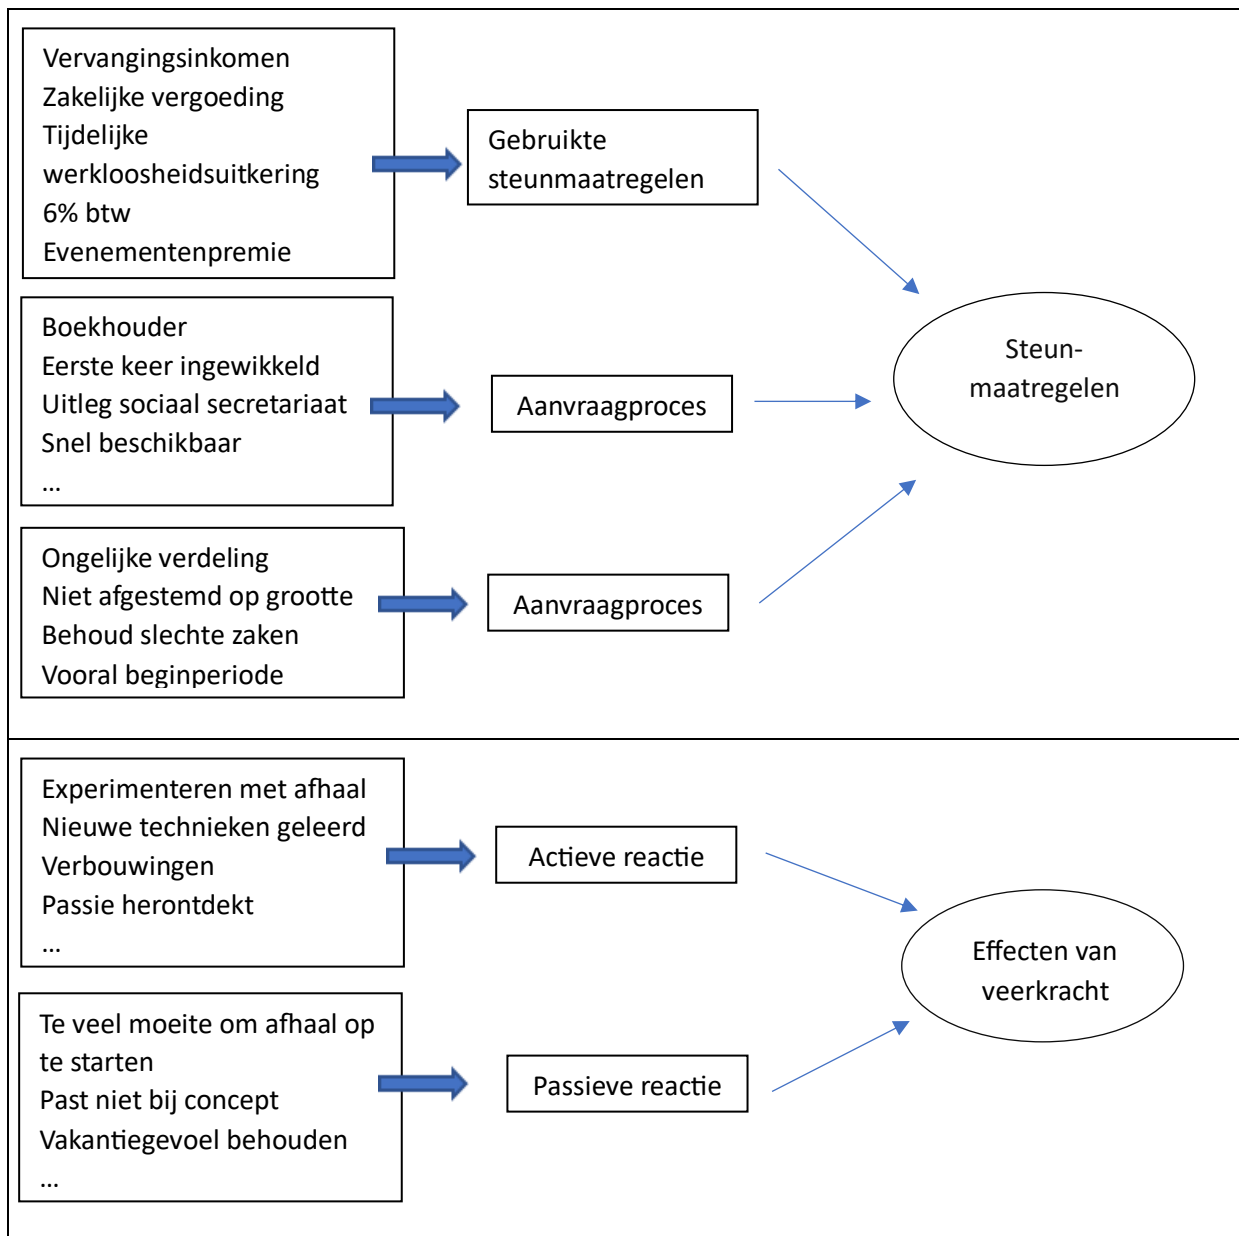 Vervangingsinkomen
Zakelijke vergoeding
Tijdelijke
werkloosheidsuitkering
6% btw
Evenementenpremie
Gebruikte
steunmaatregelen
Boekhouder
Eerste keer ingewikkeld
Uitleg sociaal secretariaat
Snel beschikbaar
...
Aanvraagproces
Steun-
maatregelen
Ongelijke verdeling
Niet afgestemd op grootte
Behoud slechte zaken
Vooral beginperiode
Aanvraagproces
Experimenteren met afhaal
Nieuwe technieken geleerd
Verbouwingen
Passie herontdekt
...
Actieve reactie
Effecten van
veerkracht
Te veel moeite om afhaal op
te starten
Past niet bij concept
Vakantiegevoel behouden
...
Passieve reactie